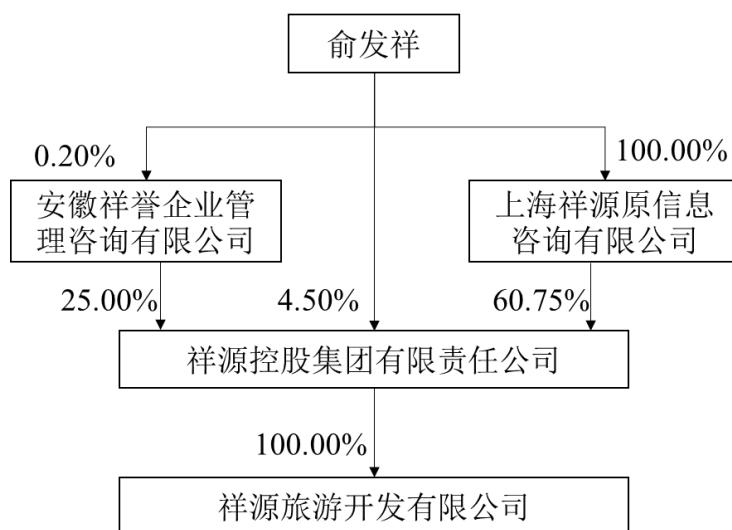 俞发祥
0.20%
100.00%
安徽祥誉企业管
理咨询有限公司
上海祥源原信息
咨询有限公司
25.00%
4.50%
60.75%
祥源控股集团有限责任公司
100.00%
祥源旅游开发有限公司